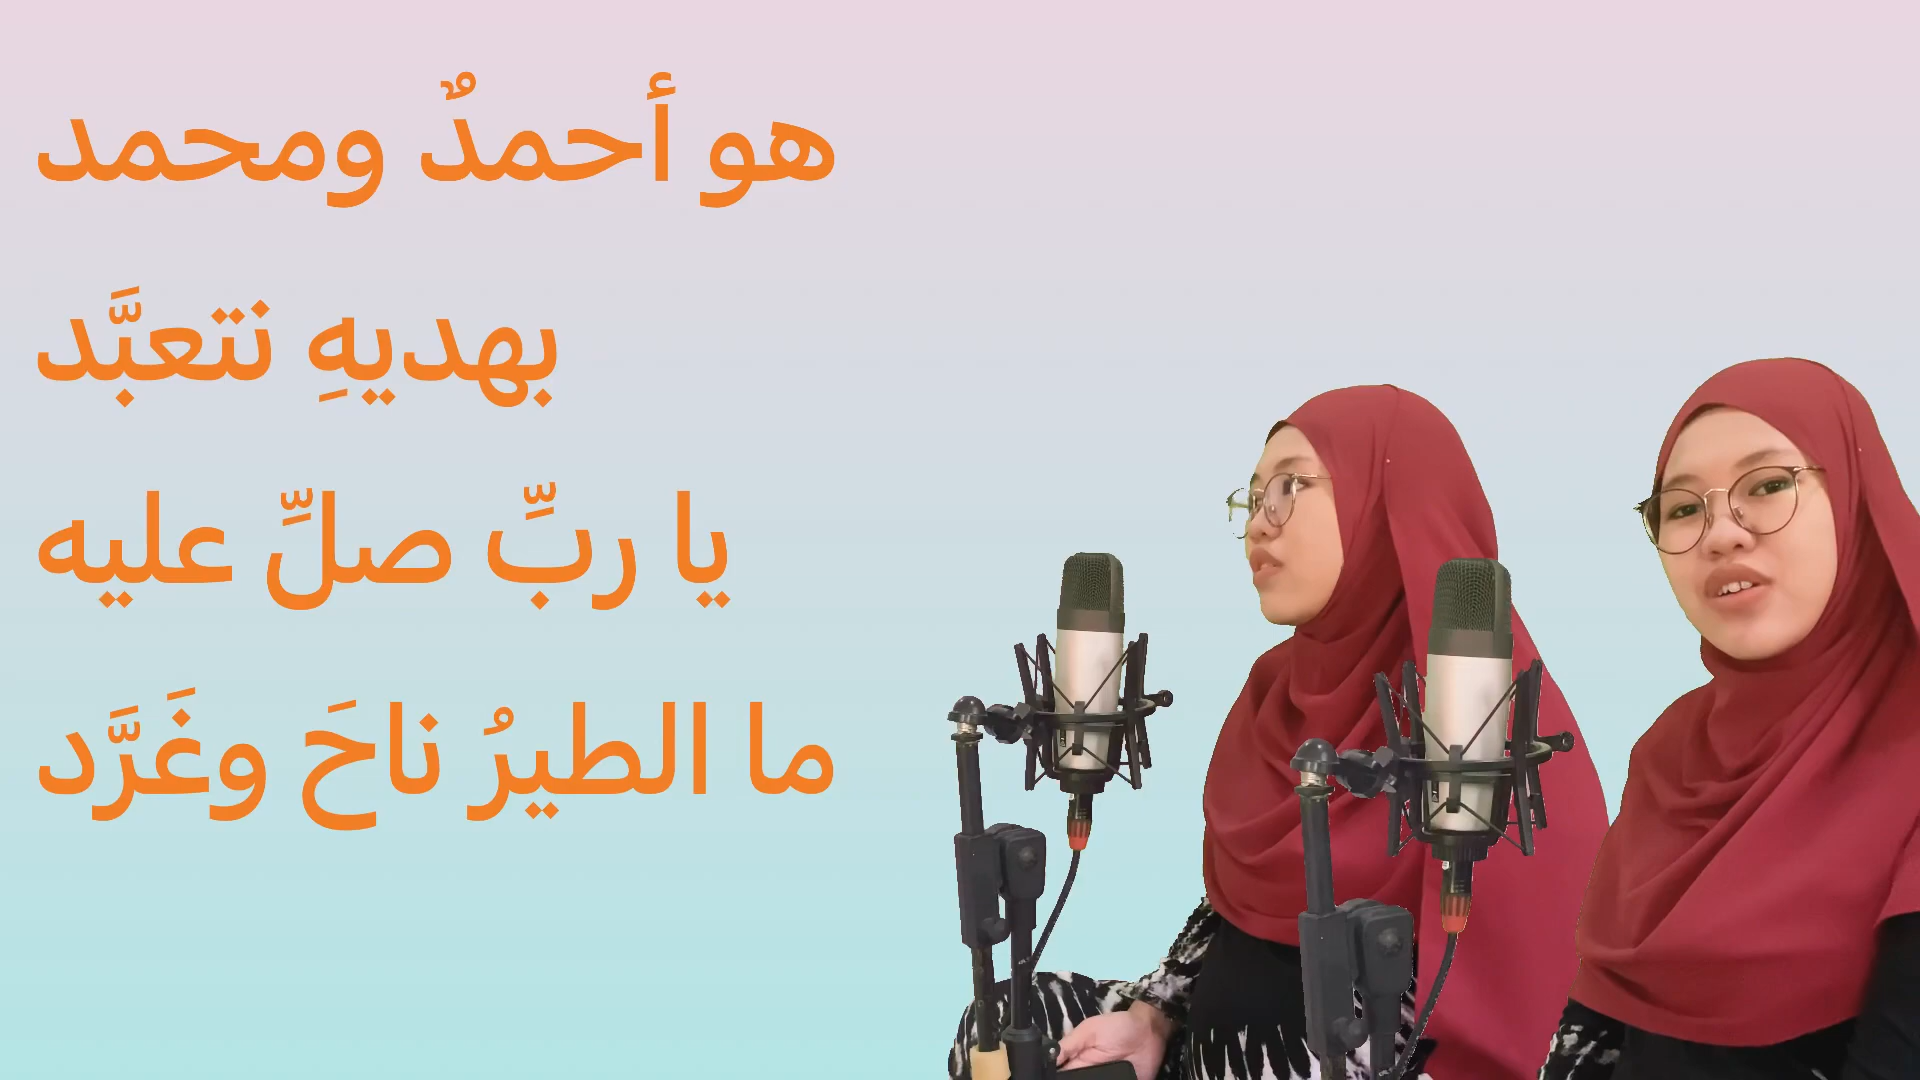 هو أحمدٌ ومحمد
بهديهِ نتعبَّد
يا ربِّ صلِّ عليه
ما الطيرُ ناحَ وغَرَّد